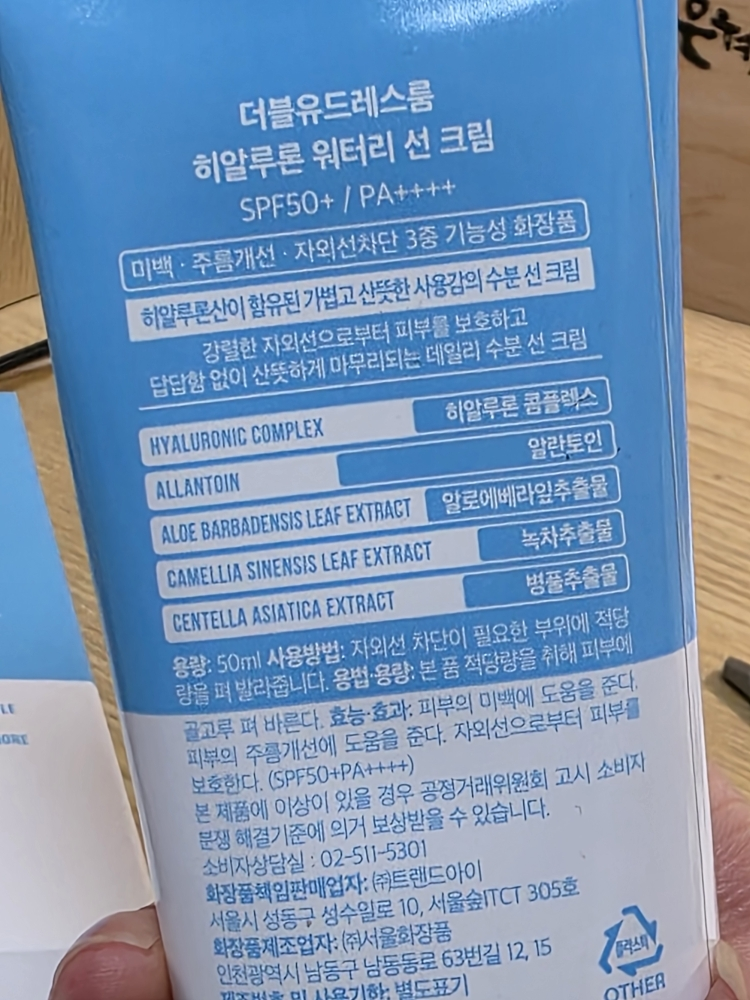 더블유드레스룸
히알루론 워터리 선 크림
SPF50+ / PA++++
미백 · 주름개선 · 자외선차단 3중 기능성 화장품
히알루론산이 함유된 가볍고 산뜻한 사용감의 수분 선 크림
강렬한 자외선으로부터 피부를 보호하고
답답함 없이 산뜻하게 마무리되는 데일리 수분 선 크림
HYALURONIC COMPLEX 히알루론 콤플렉스
ALLANTOIN 알란토인
ALOE BARBADENSIS LEAF EXTRACT 알로에베라잎추출물
CAMELLIA SINENSIS LEAF EXTRACT 녹차추출물
CENTELLA ASIATICA EXTRACT 병풀추출물
용량: 50ml 사용방법: 자외선 차단이 필요한 부위에 적당
량을 펴 발라줍니다. 용법·용량: 본 품 적당량을 취해 피부에
골고루 펴 바른다. 효능·효과: 피부의 미백에 도움을 준다.
피부의 주름개선에 도움을 준다. 자외선으로부터 피부를
보호한다. (SPF50+PA++++)
본 제품에 이상이 있을 경우 공정거래위원회 고시 소비자
분쟁 해결기준에 의거 보상받을 수 있습니다.
소비자상담실 : 02-511-5301
화장품책임판매업자: ㈜트랜드아이
서울시 성동구 성수일로 10, 서울숲ITCT 305호
화장품제조업자: ㈜서울화장품
인천광역시 남동구 남동동로 63번길 12, 15
제조번호 및 사용기한: 별도표기
플라스틱
OTHER